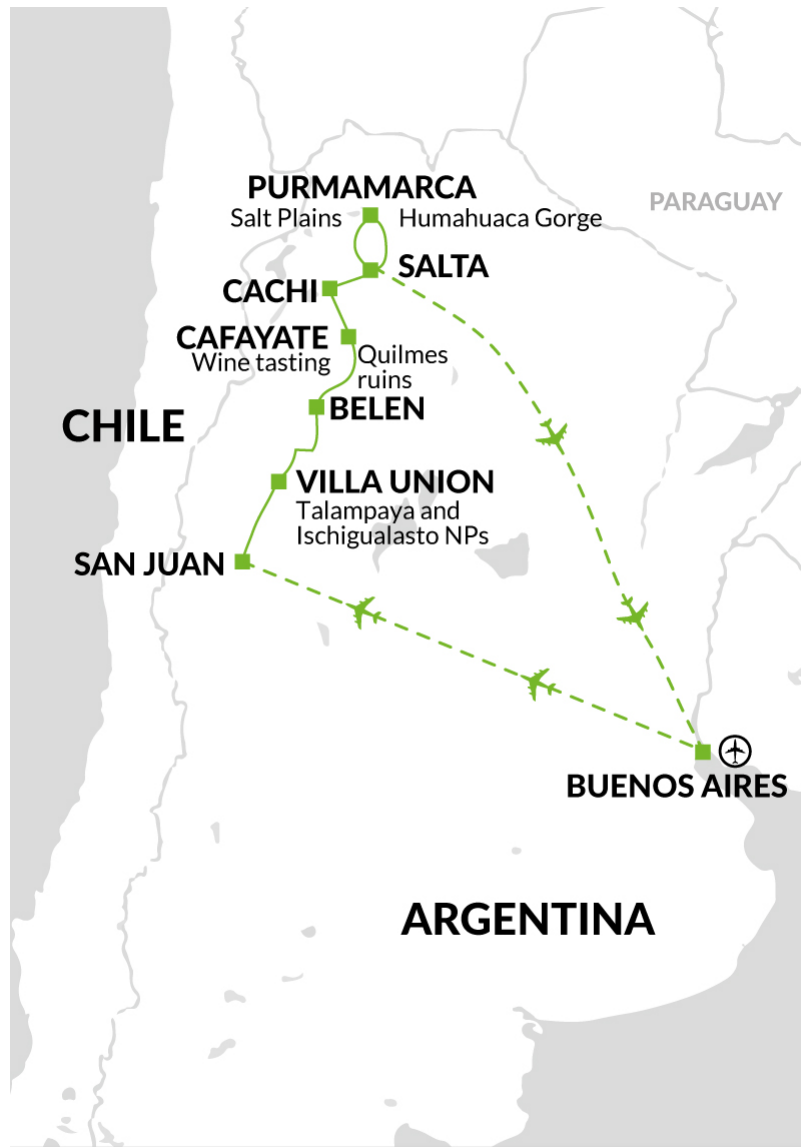 PURMAMARCA
Salt Plains
Humahuaca Gorge
PARAGUAY
SALTA
CACHI
CAFAYATE
Wine tasting
Quilmes
ruins
BELEN
CHILE
VILLA UNION
Talampaya and
Ischigualasto NPs
SAN JUAN
BUENOS AIRES
ARGENTINA